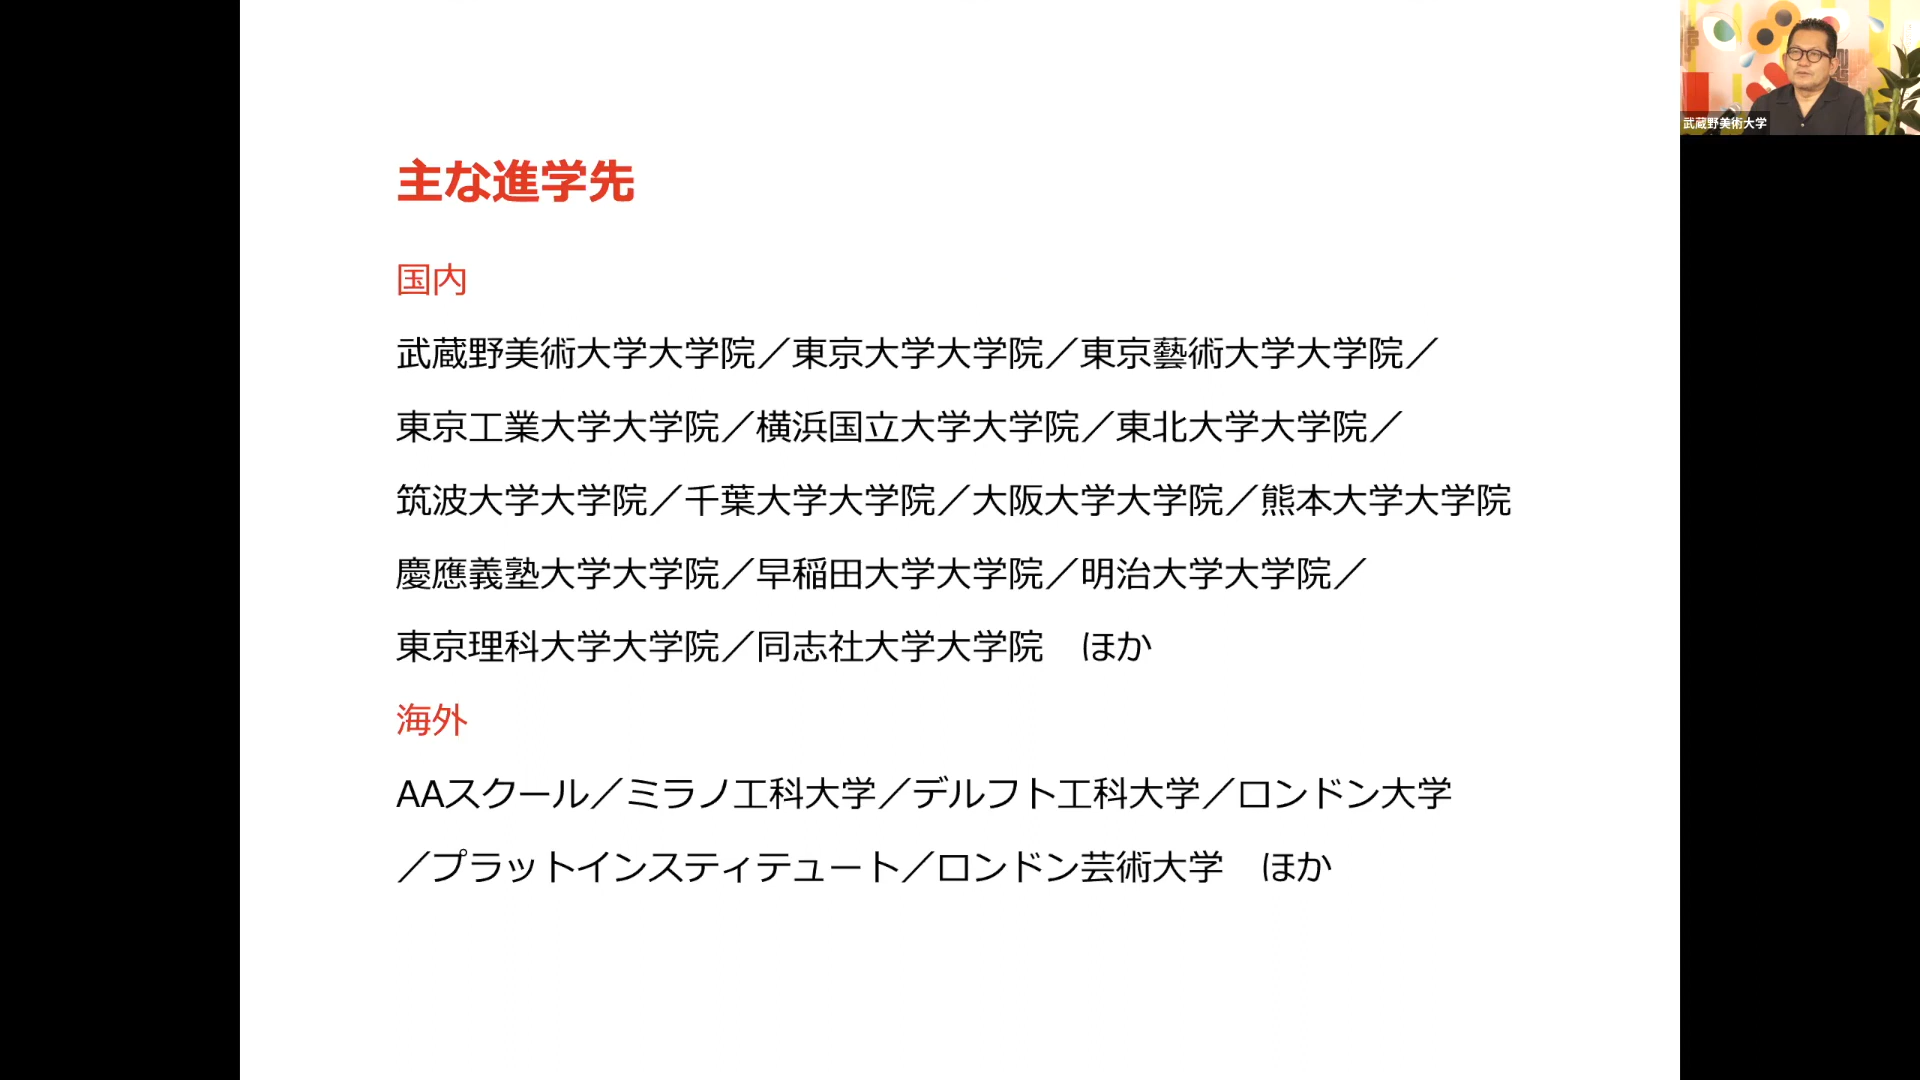 主な進学先
国内
武蔵野美術大学大学院／東京大学大学院／東京藝術大学大学院／
東京工業大学大学院／横浜国立大学大学院／東北大学大学院／
筑波大学大学院／千葉大学大学院／大阪大学大学院／熊本大学大学院
慶應義塾大学大学院／早稲田大学大学院／明治大学大学院／
東京理科大学大学院／同志社大学大学院　ほか
海外
AAスクール／ミラノ工科大学／デルフト工科大学／ロンドン大学
／プラットインスティテュート／ロンドン芸術大学　ほか
武蔵野美術大学